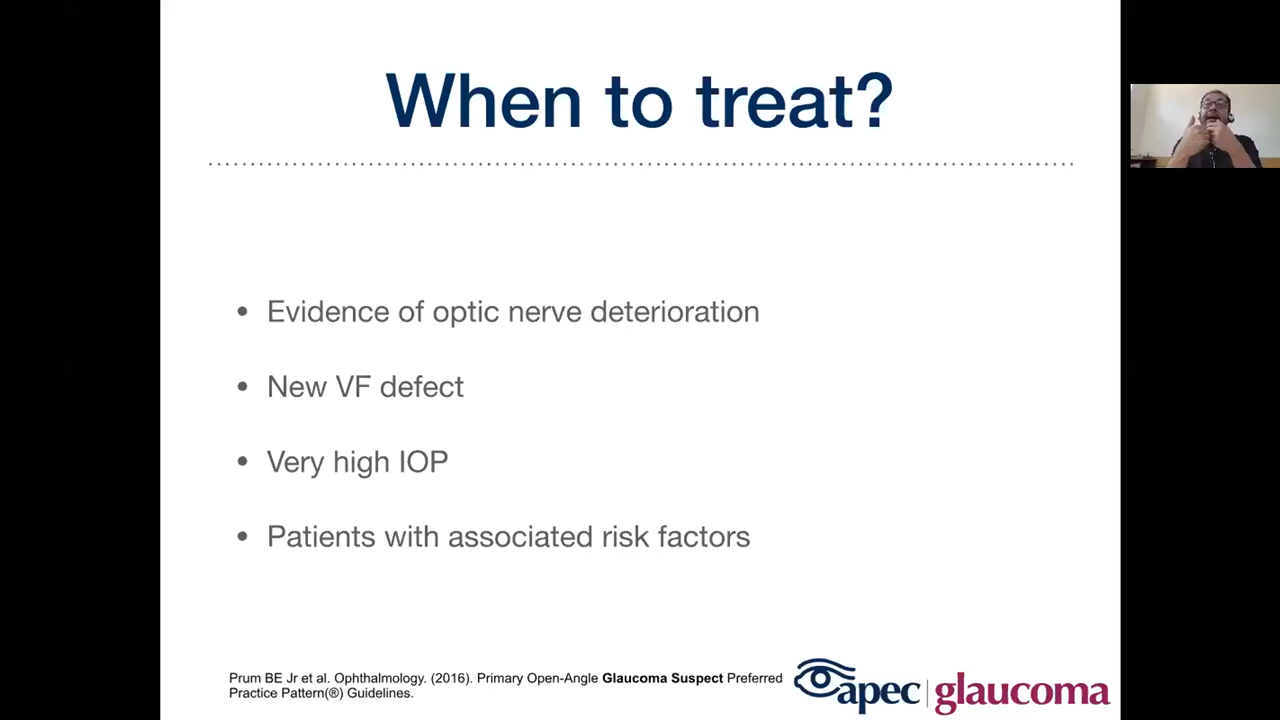 When to treat?
• Evidence of optic nerve deterioration
• New VF defect
• Very high IOP
• Patients with associated risk factors
Prum BE Jr et al. Ophthalmology. (2016). Primary Open-Angle Glaucoma Suspect Preferred
Practice Pattern(®) Guidelines.
apec | glaucoma